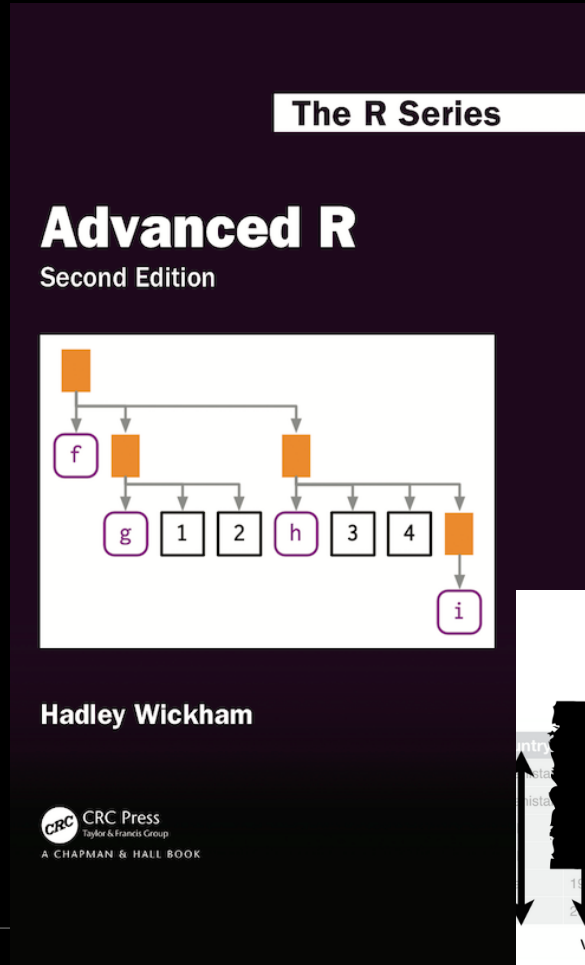 The R Series
Advanced R
Second Edition
f
g 1 2 h 3 4
i
Hadley Wickham
CRC CRC Press
Taylor & Francis Group
A CHAPMAN & HALL BOOK